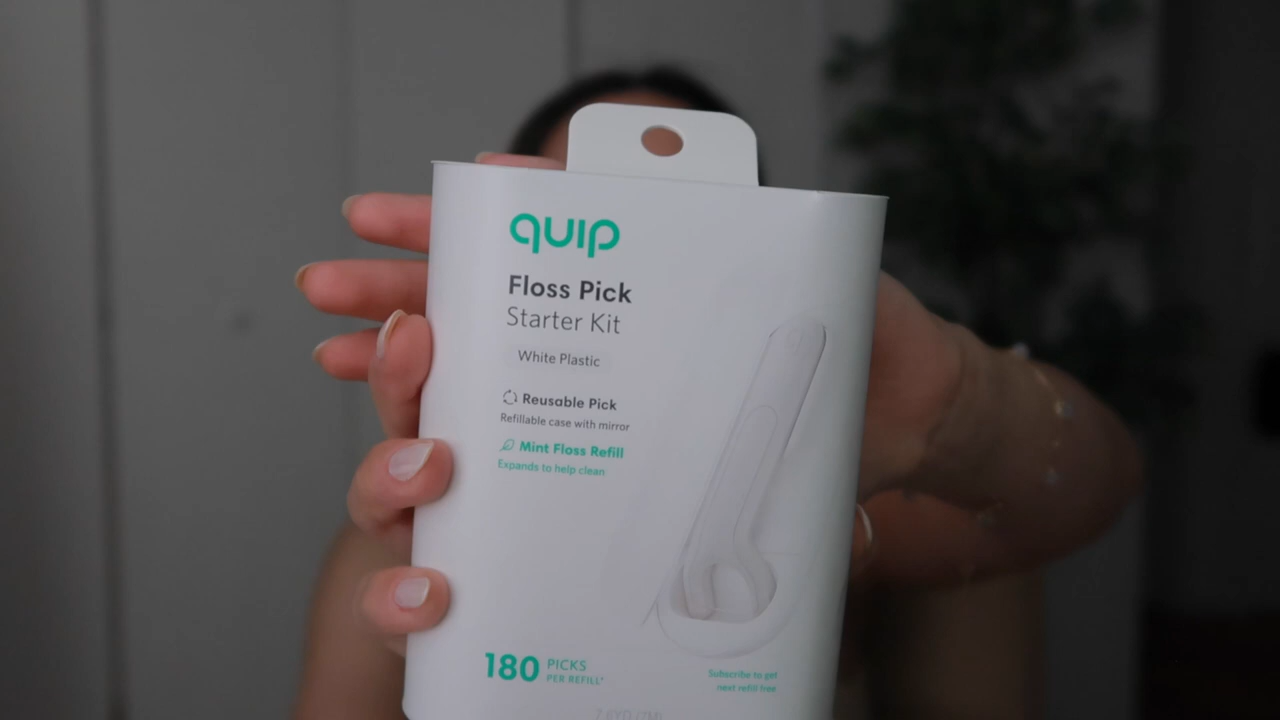 quip
Floss Pick
Starter Kit
White Plastic
Reusable Pick
Refillable case with mirror
Mint Floss Refill
Expands to help clean
180 PICKS
PER REFILL*
Subscribe to get
next refill free